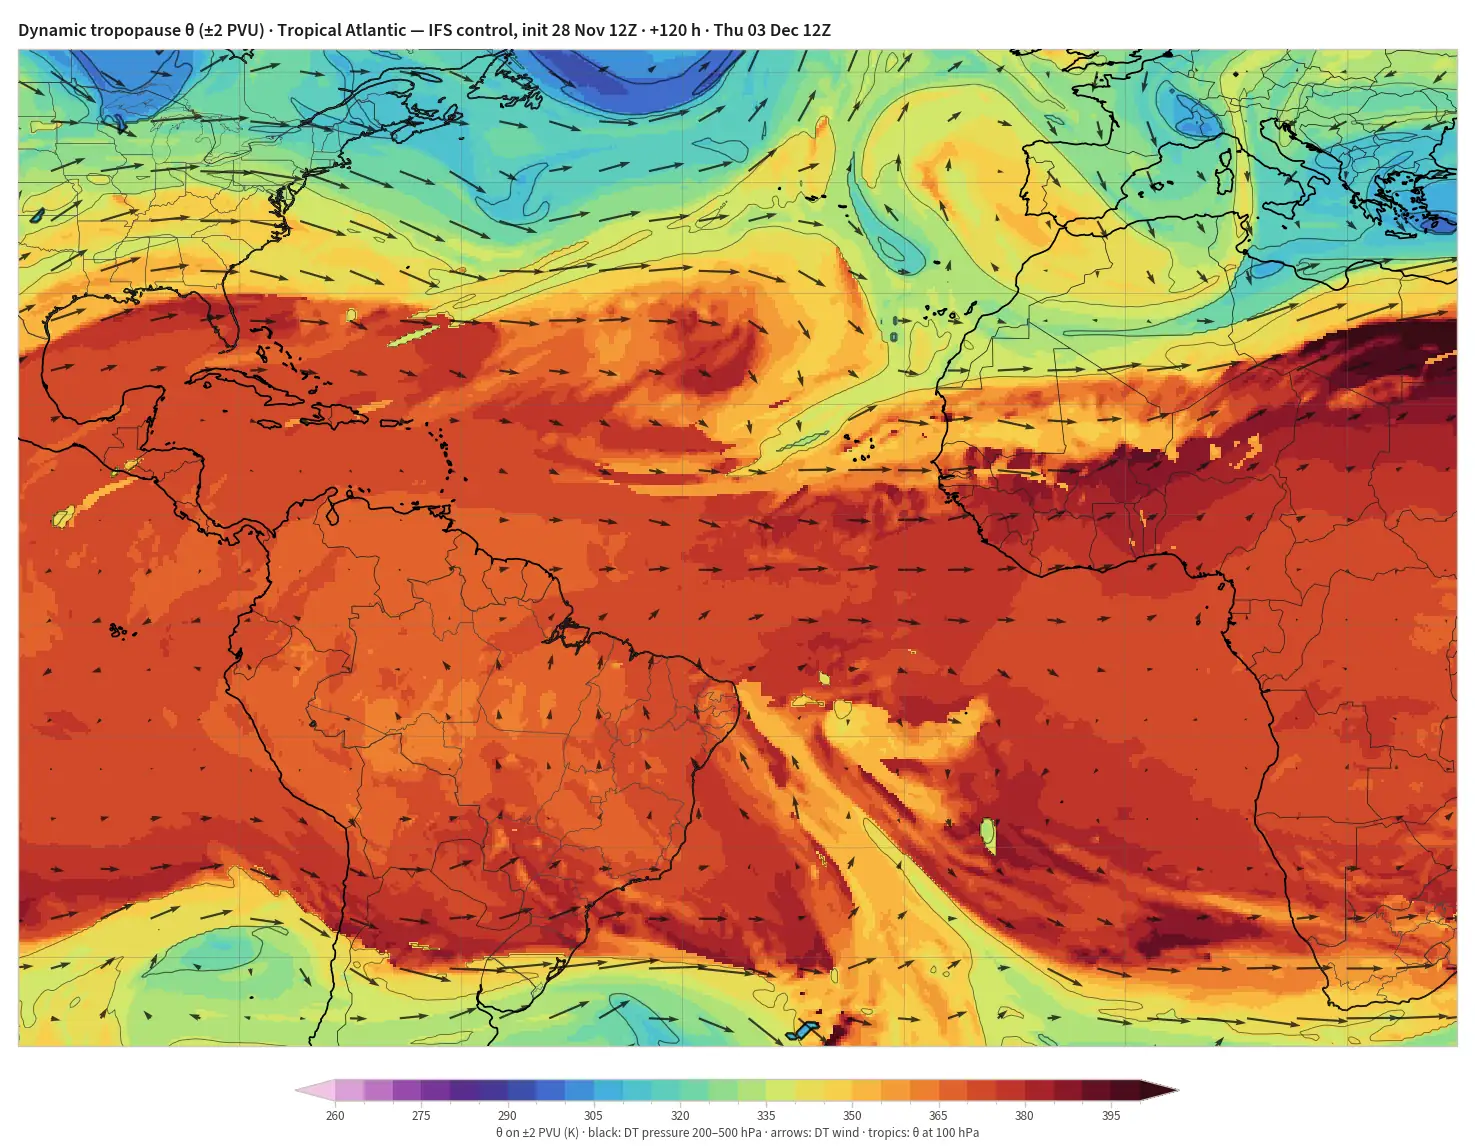 Dynamic tropopause θ (±2 PVU) · Tropical Atlantic — IFS control, init 28 Nov 12Z · +120 h · Thu 03 Dec 12Z
260 275 290 305 320 335 350 365 380 395
θ on ±2 PVU (K) · black: DT pressure 200–500 hPa · arrows: DT wind · tropics: θ at 100 hPa